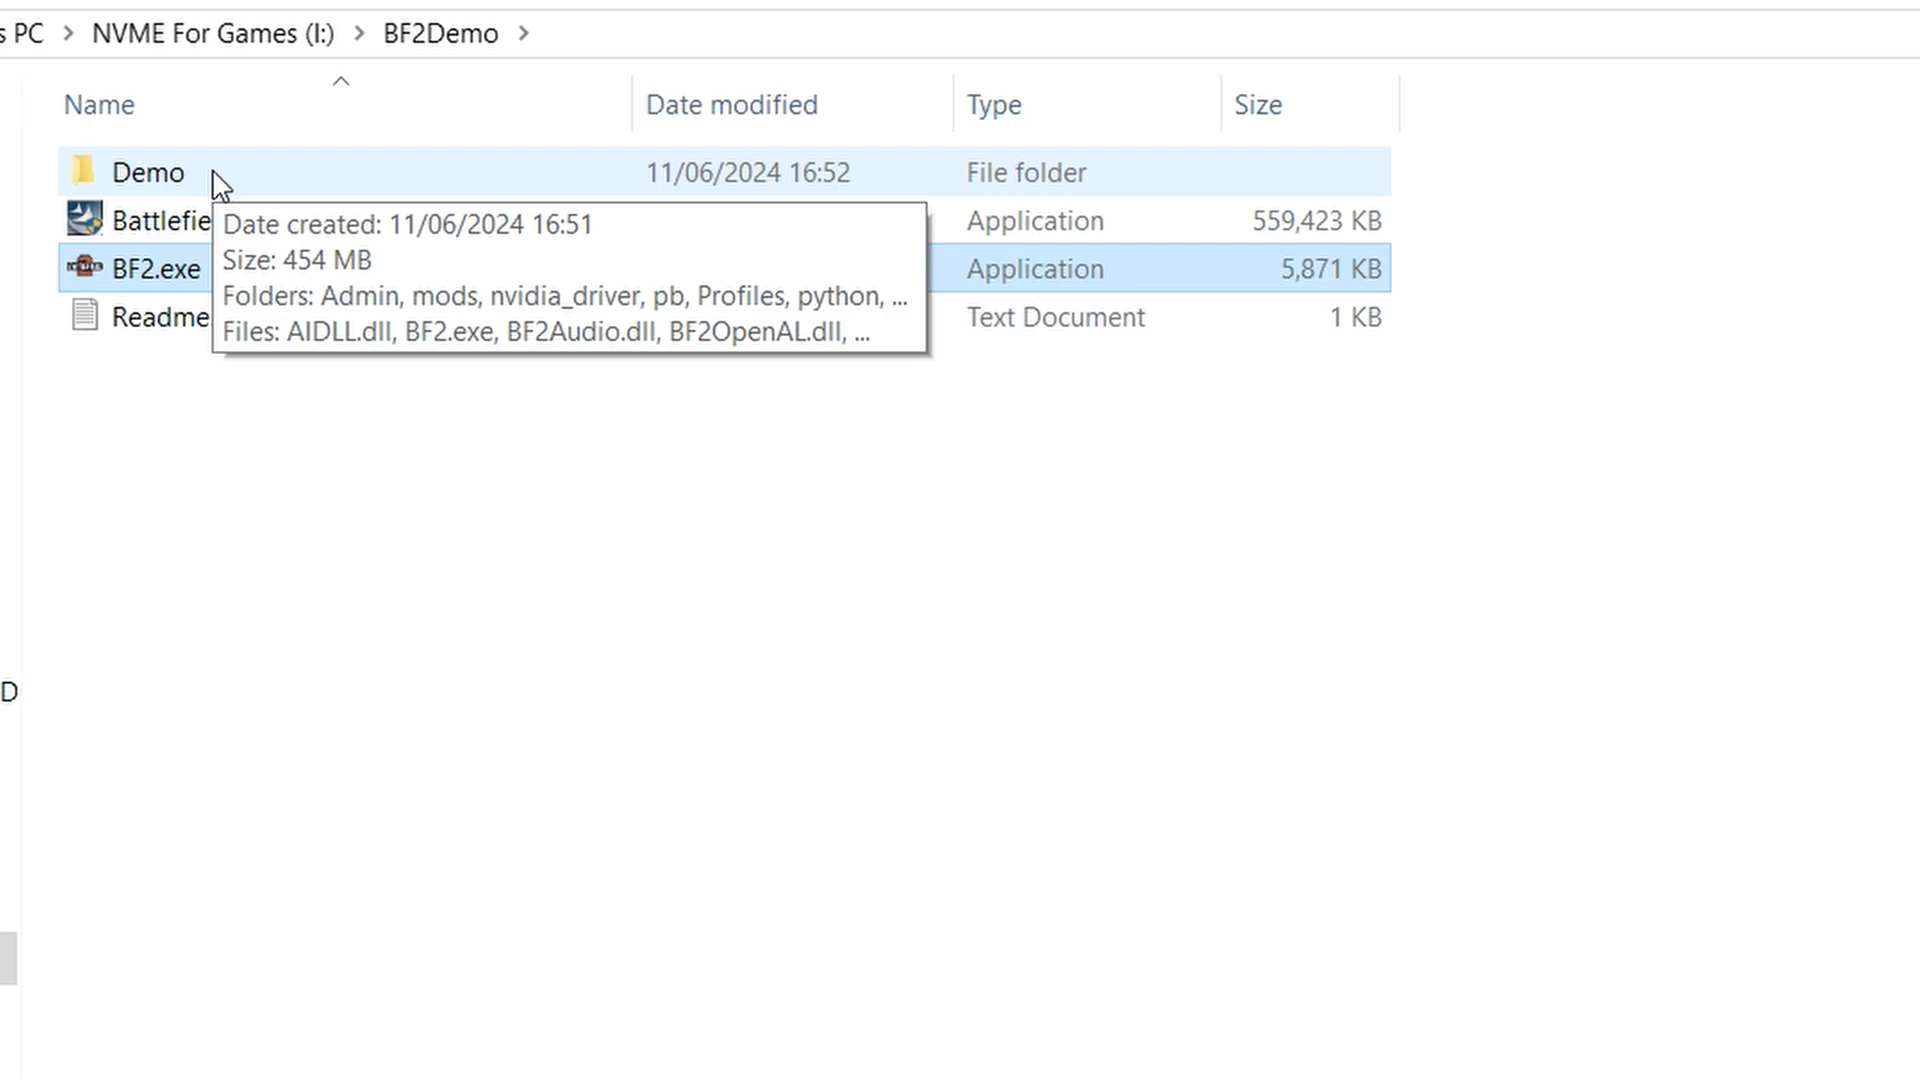 s PC > NVME For Games (I:) > BF2Demo >
Name Date modified Type Size
Demo 11/06/2024 16:52 File folder
Battlefie Application 559,423 KB
BF2.exe Application 5,871 KB
Readme. Text Document 1 KB
Date created: 11/06/2024 16:51
Size: 454 MB
Folders: Admin, mods, nvidia_driver, pb, Profiles, python, ...
Files: AIDLL.dll, BF2.exe, BF2Audio.dll, BF2OpenAL.dll, ...
D